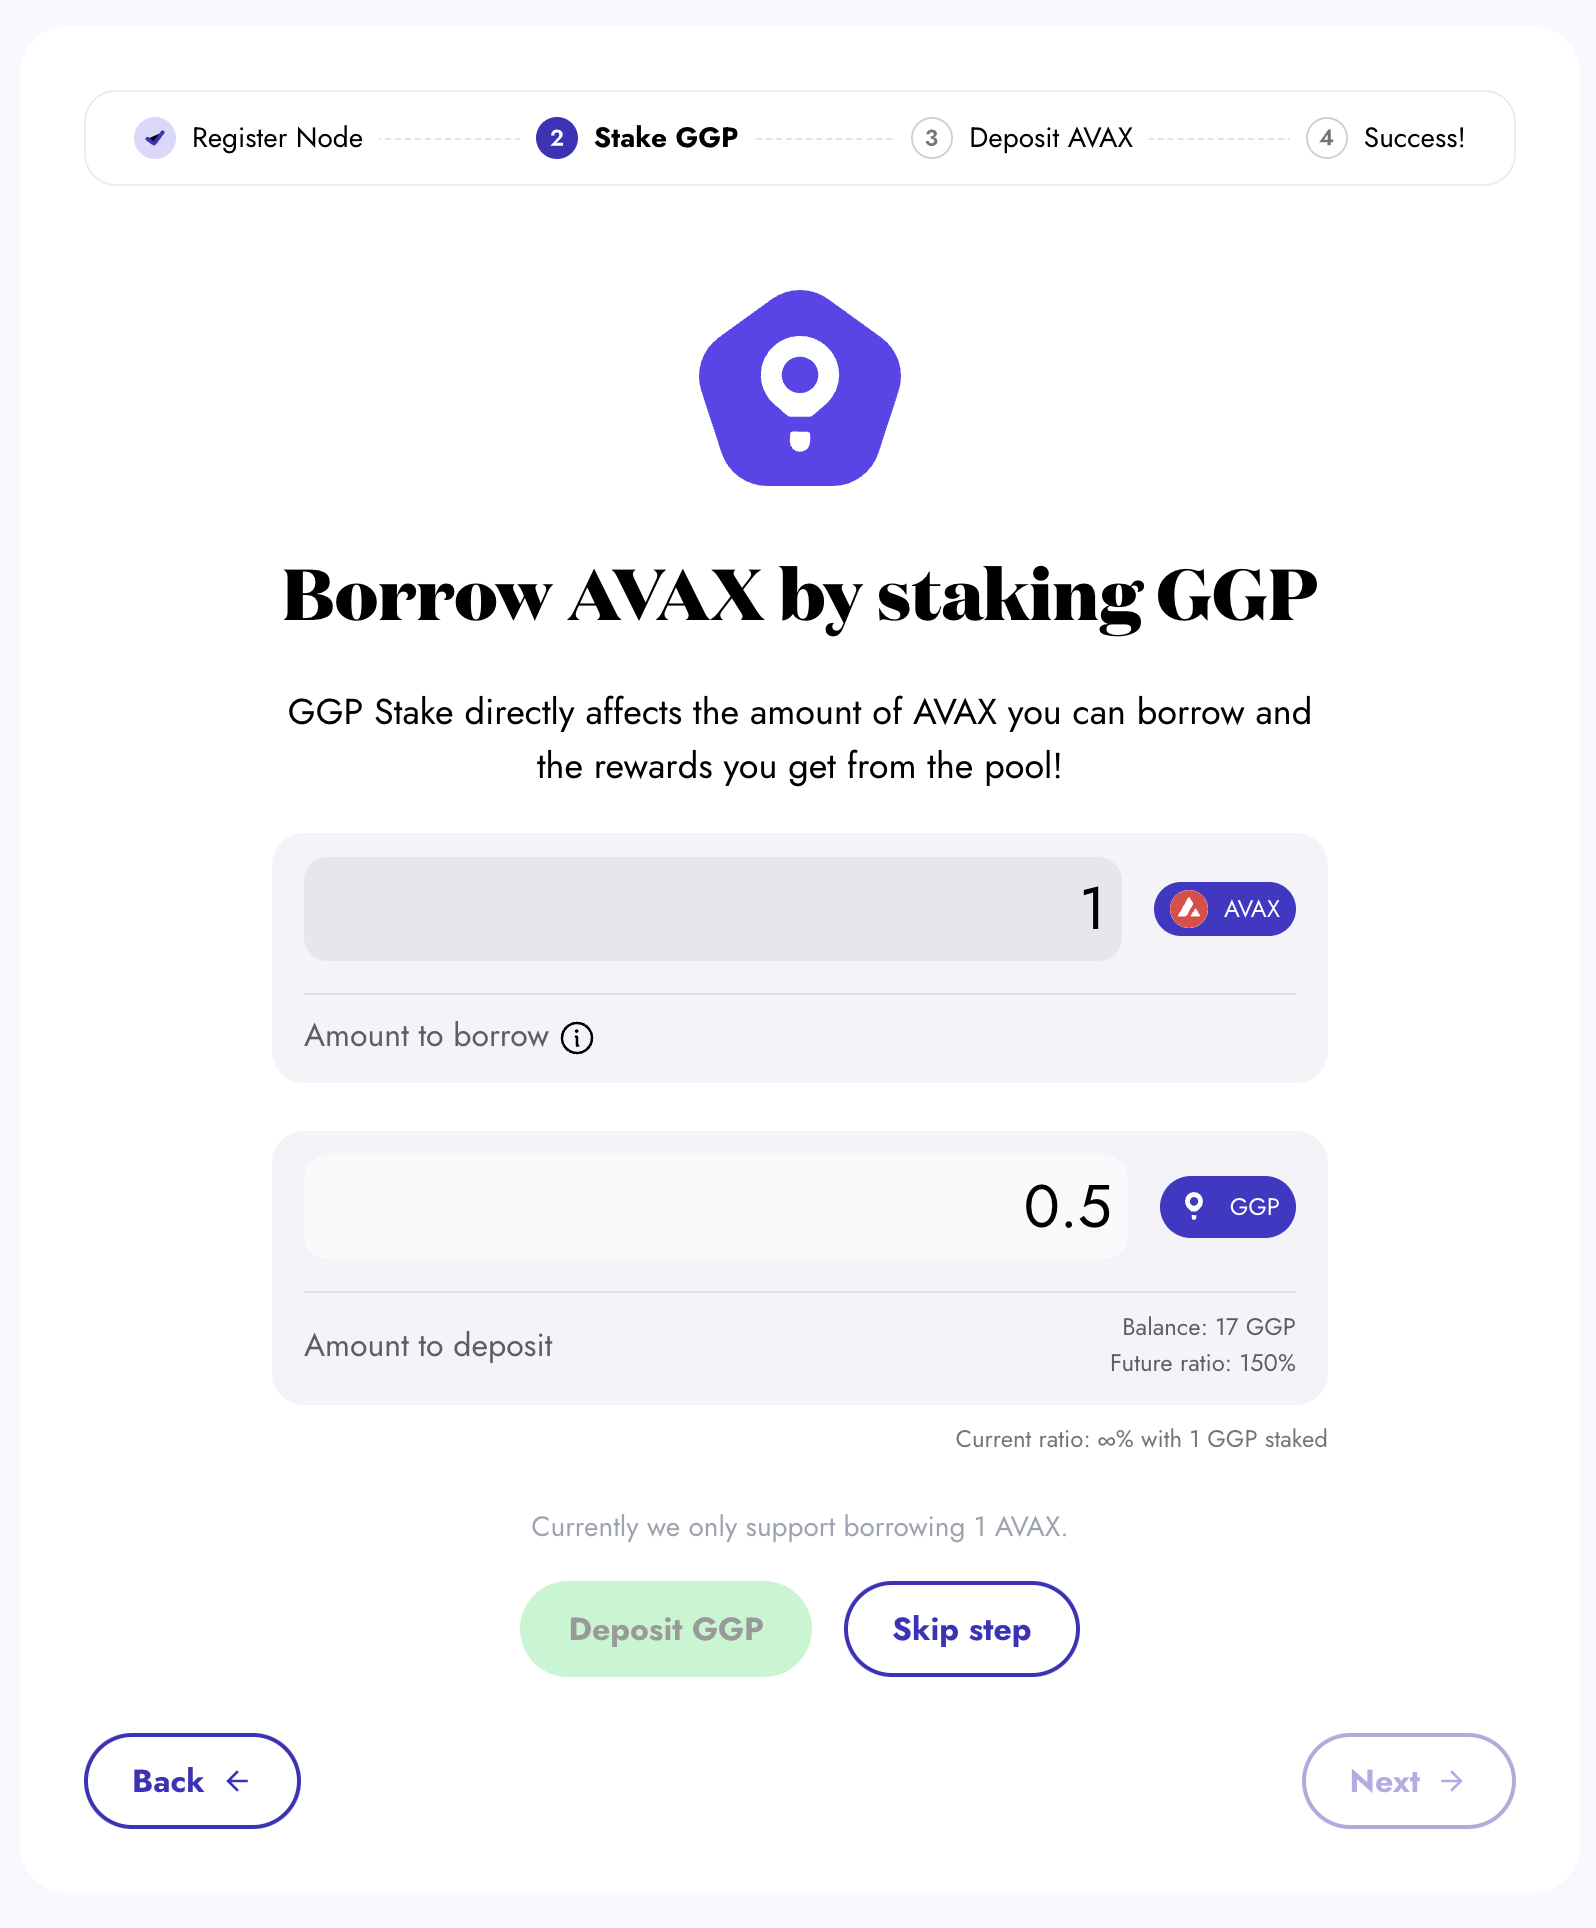 Register Node
2 Stake GGP
3 Deposit AVAX
4 Success!
Borrow AVAX by staking GGP
GGP Stake directly affects the amount of AVAX you can borrow and
the rewards you get from the pool!
1 AVAX
Amount to borrow
0.5 GGP
Amount to deposit
Balance: 17 GGP
Future ratio: 150%
Current ratio: ∞% with 1 GGP staked
Currently we only support borrowing 1 AVAX.
Deposit GGP
Skip step
Back ←
Next →